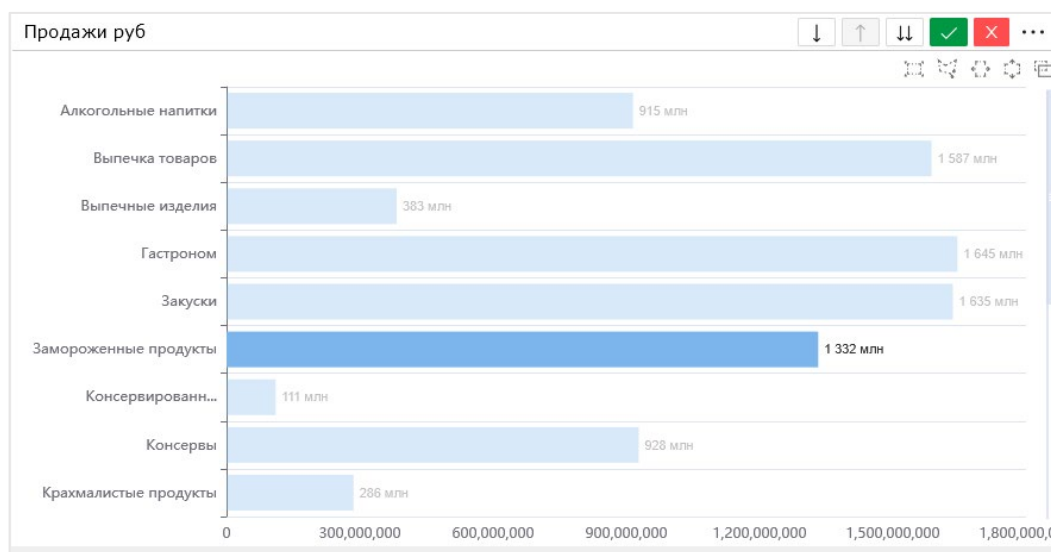 Продажи руб
Алкогольные напитки 915 млн
Выпечка товаров 1 587 млн
Выпечные изделия 383 млн
Гастроном 1 645 млн
Закуски 1 635 млн
Замороженные продукты 1 332 млн
Консервированн... 111 млн
Консервы 928 млн
Крахмалистые продукты 286 млн
0 300,000,000 600,000,000 900,000,000 1,200,000,000 1,500,000,000 1,800,000,0